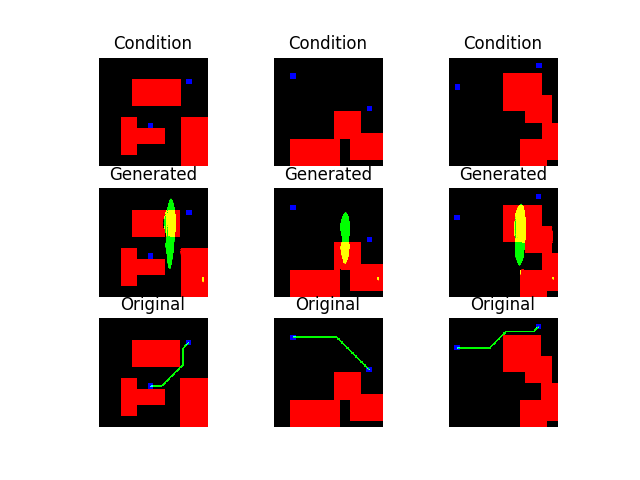 Condition Condition Condition
Generated Generated Generated
Original Original Original